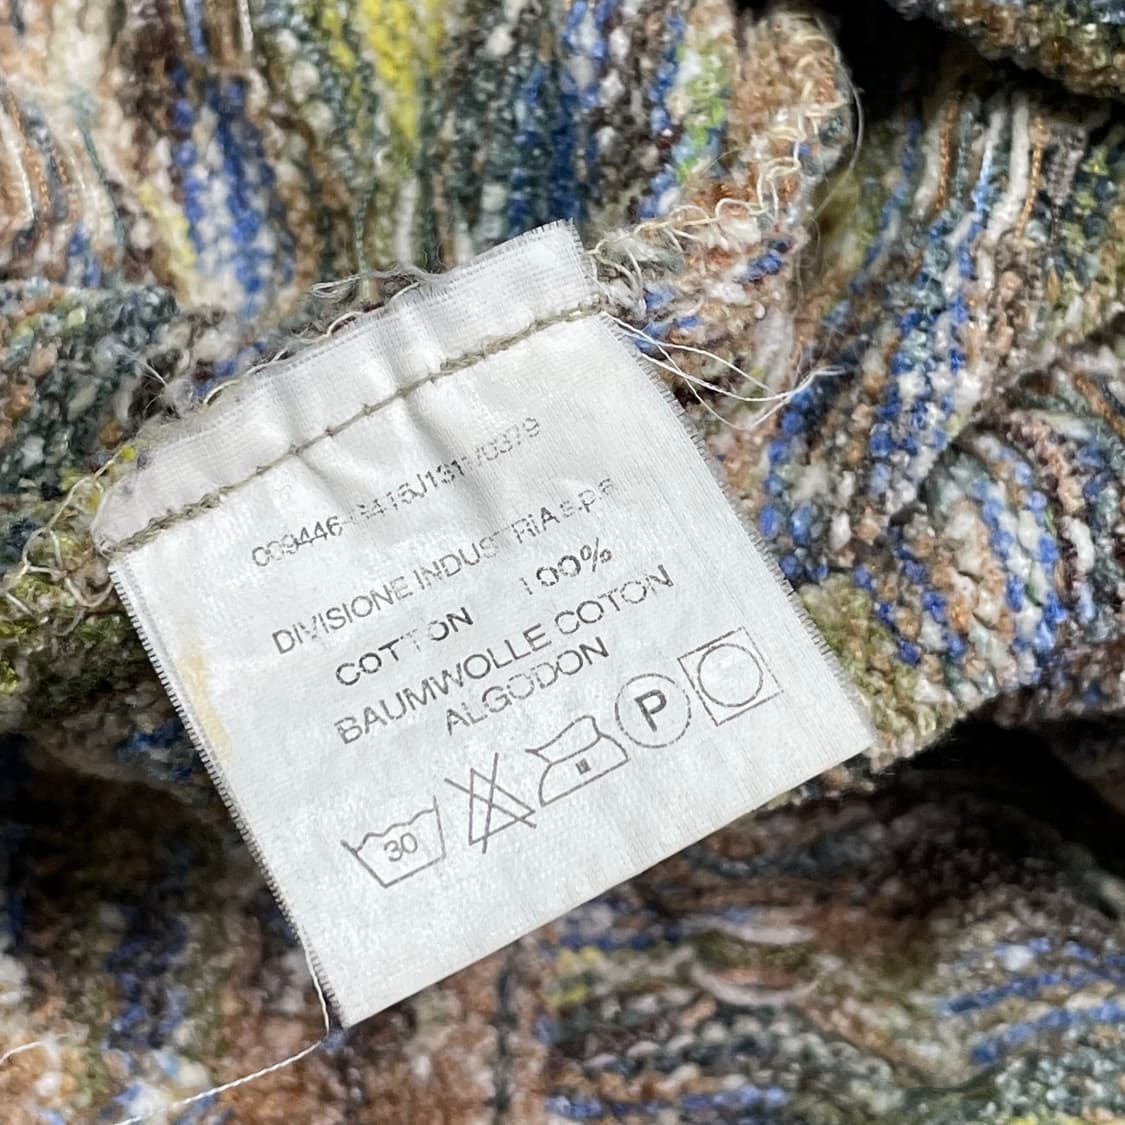 DIVISIONE INDUSTRIA s.p.a
COTTON 100%
BAUMWOLLE COTON
ALGODON
30 P